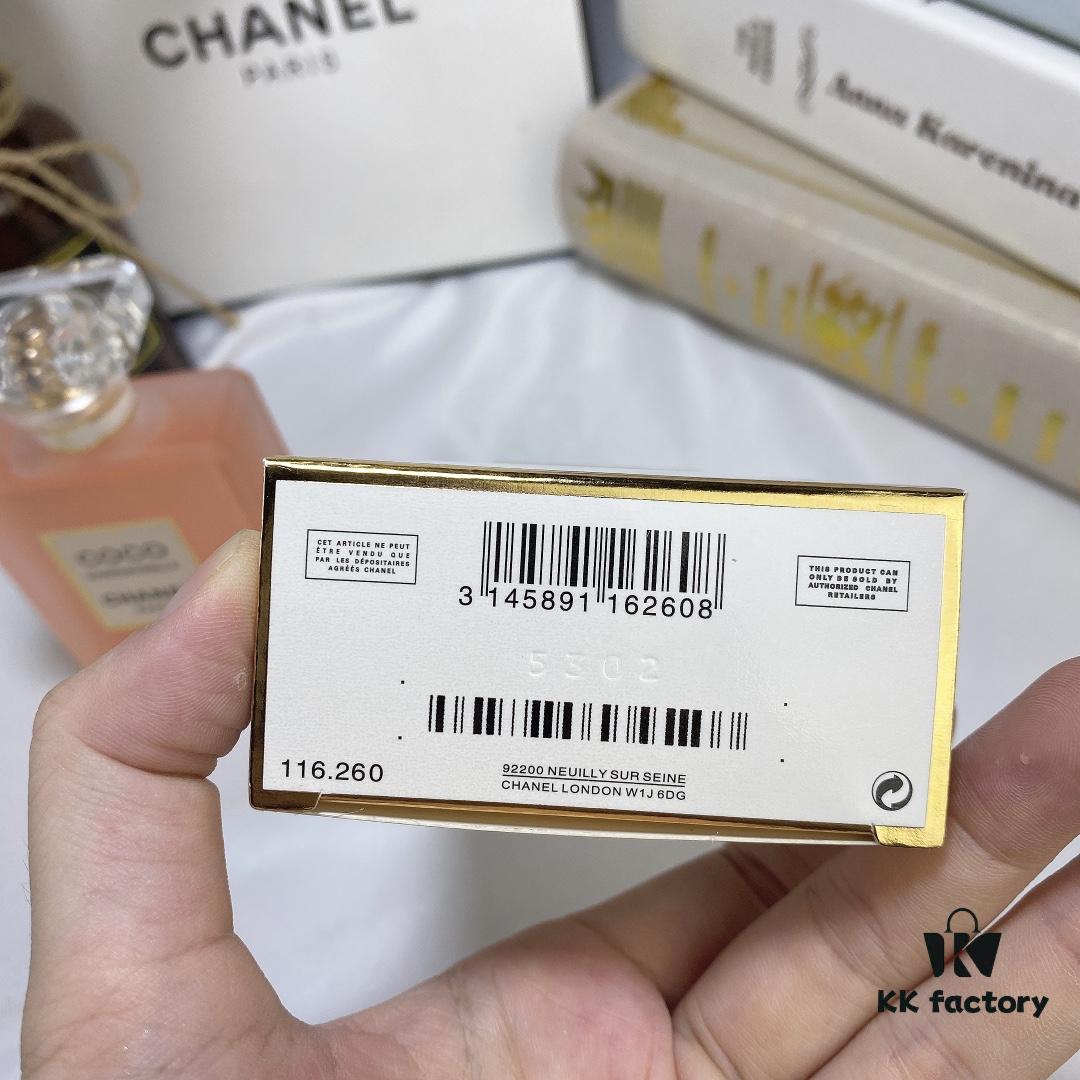 CHANEL
PARIS
Anna Karenina
COCO
CHANEL
CET ARTICLE NE PEUT
ÊTRE VENDU QUE
PAR LES DÉPOSITAIRES
AGRÉÉS CHANEL
3 145891 162608
THIS PRODUCT CAN
ONLY BE SOLD BY
AUTHORIZED CHANEL
RETAILERS
5302
116.260
92200 NEUILLY SUR SEINE
CHANEL LONDON W1J 6DG
KK factory